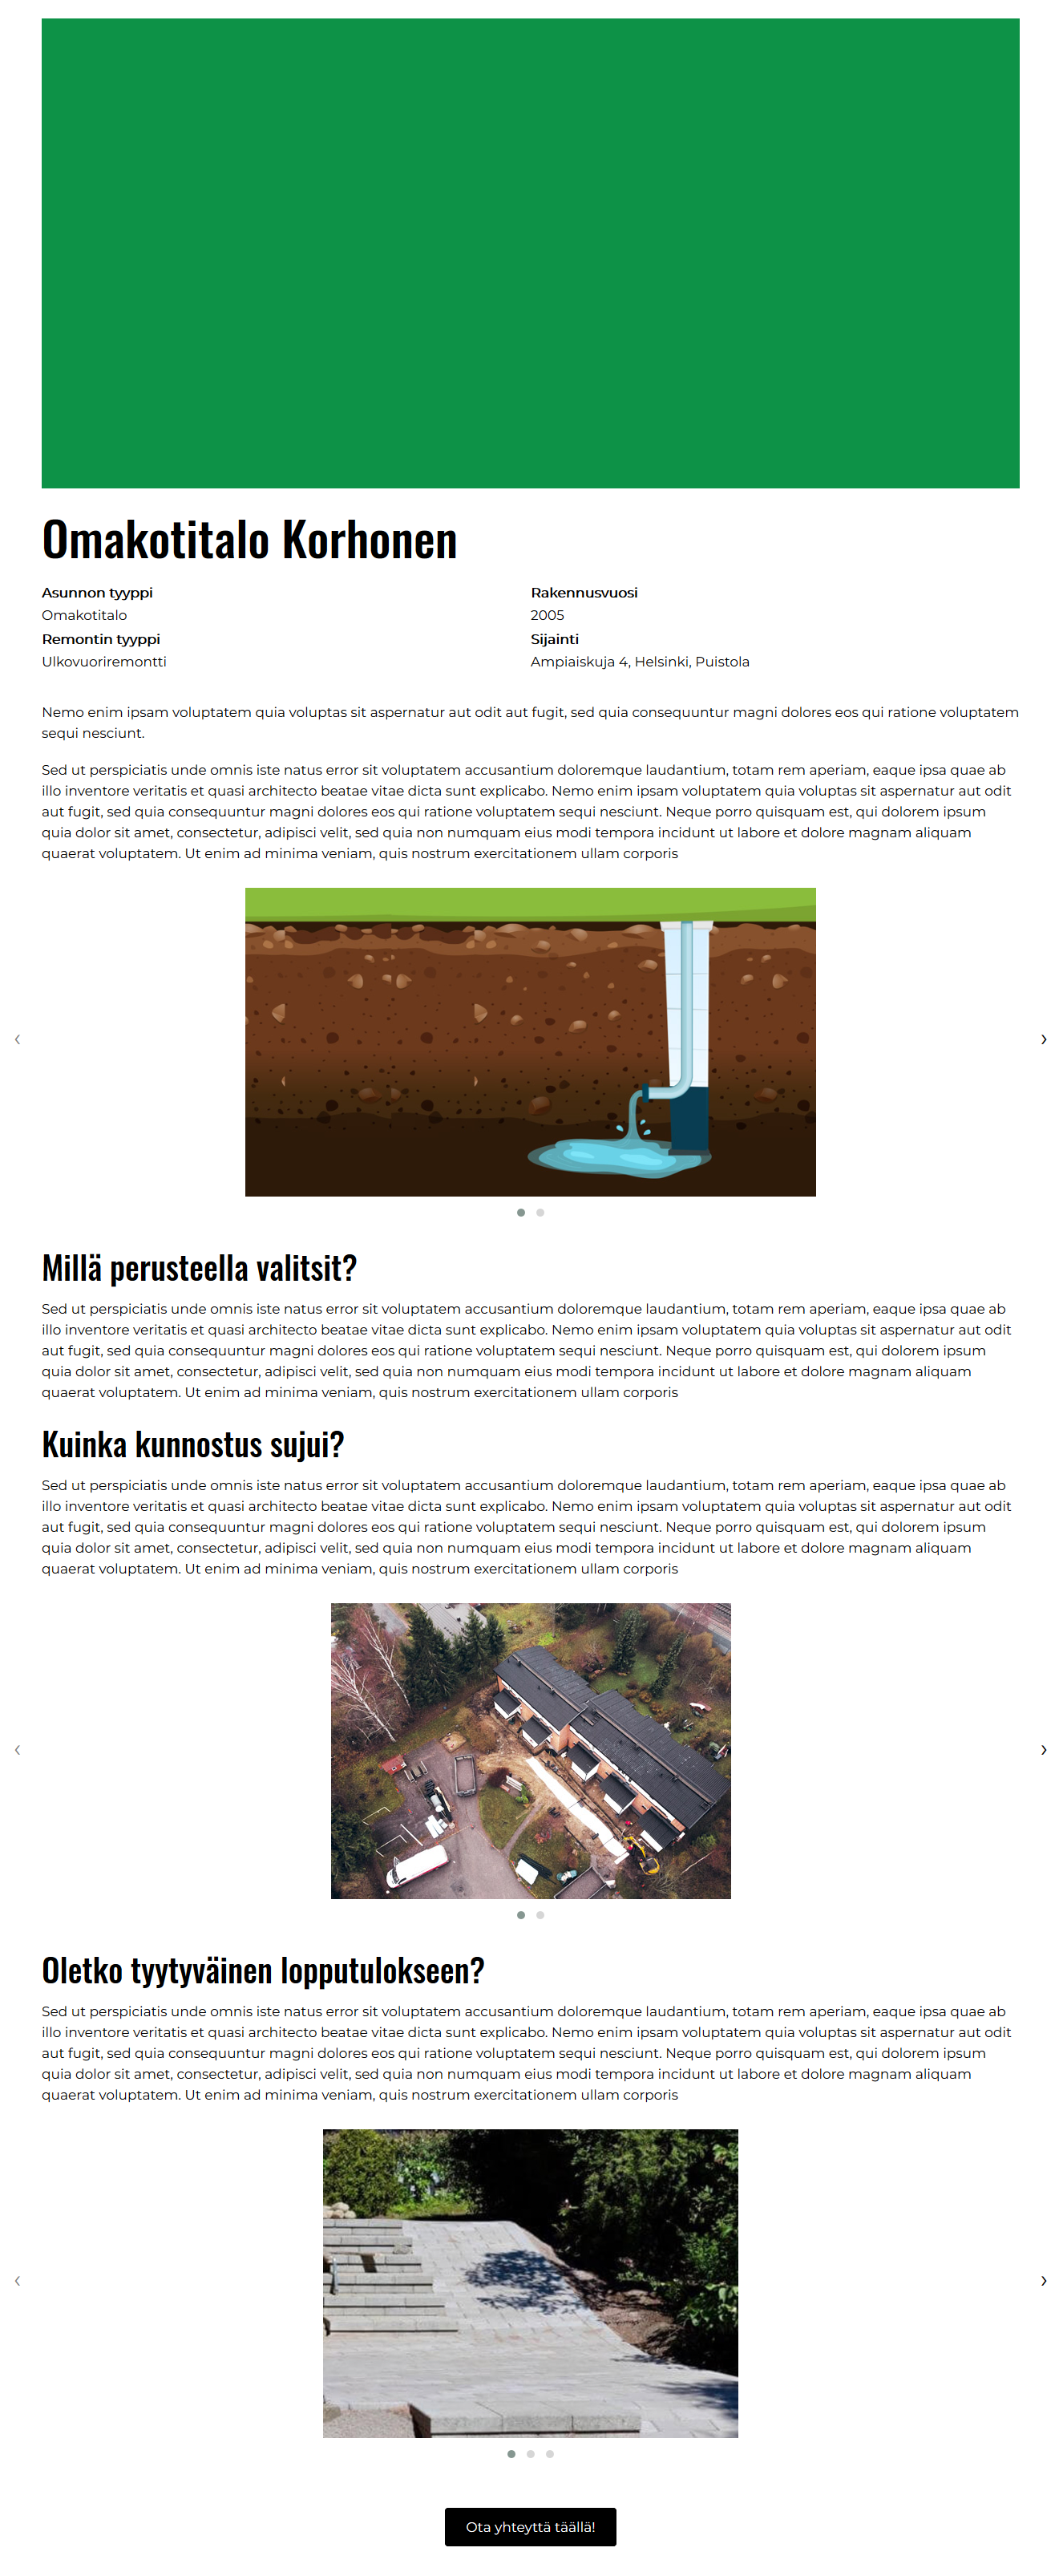 Omakotitalo Korhonen
Asunnon tyyppi
Omakotitalo
Remontin tyyppi
Ulkovuoriremontti
Rakennusvuosi
2005
Sijainti
Ampiaiskuja 4, Helsinki, Puistola
Nemo enim ipsam voluptatem quia voluptas sit aspernatur aut odit aut fugit, sed quia consequuntur magni dolores eos qui ratione voluptatem
sequi nesciunt.
Sed ut perspiciatis unde omnis iste natus error sit voluptatem accusantium doloremque laudantium, totam rem aperiam, eaque ipsa quae ab
illo inventore veritatis et quasi architecto beatae vitae dicta sunt explicabo. Nemo enim ipsam voluptatem quia voluptas sit aspernatur aut odit
aut fugit, sed quia consequuntur magni dolores eos qui ratione voluptatem sequi nesciunt. Neque porro quisquam est, qui dolorem ipsum
quia dolor sit amet, consectetur, adipisci velit, sed quia non numquam eius modi tempora incidunt ut labore et dolore magnam aliquam
quaerat voluptatem. Ut enim ad minima veniam, quis nostrum exercitationem ullam corporis
Millä perusteella valitsit?
Sed ut perspiciatis unde omnis iste natus error sit voluptatem accusantium doloremque laudantium, totam rem aperiam, eaque ipsa quae ab
illo inventore veritatis et quasi architecto beatae vitae dicta sunt explicabo. Nemo enim ipsam voluptatem quia voluptas sit aspernatur aut odit
aut fugit, sed quia consequuntur magni dolores eos qui ratione voluptatem sequi nesciunt. Neque porro quisquam est, qui dolorem ipsum
quia dolor sit amet, consectetur, adipisci velit, sed quia non numquam eius modi tempora incidunt ut labore et dolore magnam aliquam
quaerat voluptatem. Ut enim ad minima veniam, quis nostrum exercitationem ullam corporis
Kuinka kunnostus sujui?
Sed ut perspiciatis unde omnis iste natus error sit voluptatem accusantium doloremque laudantium, totam rem aperiam, eaque ipsa quae ab
illo inventore veritatis et quasi architecto beatae vitae dicta sunt explicabo. Nemo enim ipsam voluptatem quia voluptas sit aspernatur aut odit
aut fugit, sed quia consequuntur magni dolores eos qui ratione voluptatem sequi nesciunt. Neque porro quisquam est, qui dolorem ipsum
quia dolor sit amet, consectetur, adipisci velit, sed quia non numquam eius modi tempora incidunt ut labore et dolore magnam aliquam
quaerat voluptatem. Ut enim ad minima veniam, quis nostrum exercitationem ullam corporis
Oletko tyytyväinen lopputulokseen?
Sed ut perspiciatis unde omnis iste natus error sit voluptatem accusantium doloremque laudantium, totam rem aperiam, eaque ipsa quae ab
illo inventore veritatis et quasi architecto beatae vitae dicta sunt explicabo. Nemo enim ipsam voluptatem quia voluptas sit aspernatur aut odit
aut fugit, sed quia consequuntur magni dolores eos qui ratione voluptatem sequi nesciunt. Neque porro quisquam est, qui dolorem ipsum
quia dolor sit amet, consectetur, adipisci velit, sed quia non numquam eius modi tempora incidunt ut labore et dolore magnam aliquam
quaerat voluptatem. Ut enim ad minima veniam, quis nostrum exercitationem ullam corporis
Ota yhteyttä täällä!